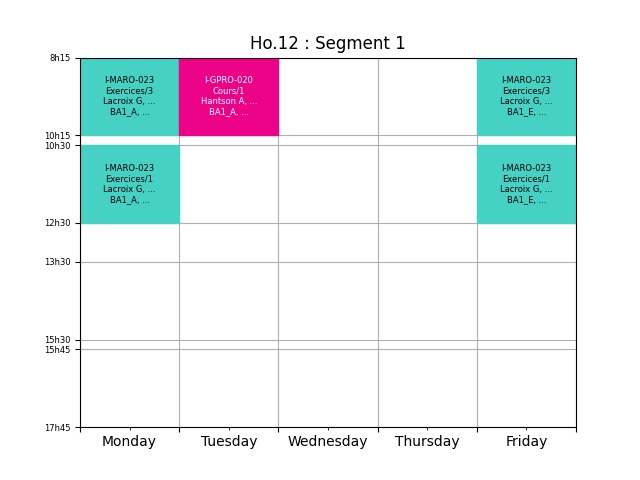 Ho.12 : Segment 1
8h15
I-MARO-023
Exercices/3
Lacroix G, ...
BA1_A, ...
I-GPRO-020
Cours/1
Hantson A, ...
BA1_A, ...
I-MARO-023
Exercices/3
Lacroix G, ...
BA1_E, ...
10h15
10h30
I-MARO-023
Exercices/1
Lacroix G, ...
BA1_A, ...
I-MARO-023
Exercices/1
Lacroix G, ...
BA1_E, ...
12h30
13h30
15h30
15h45
17h45
Monday
Tuesday
Wednesday
Thursday
Friday